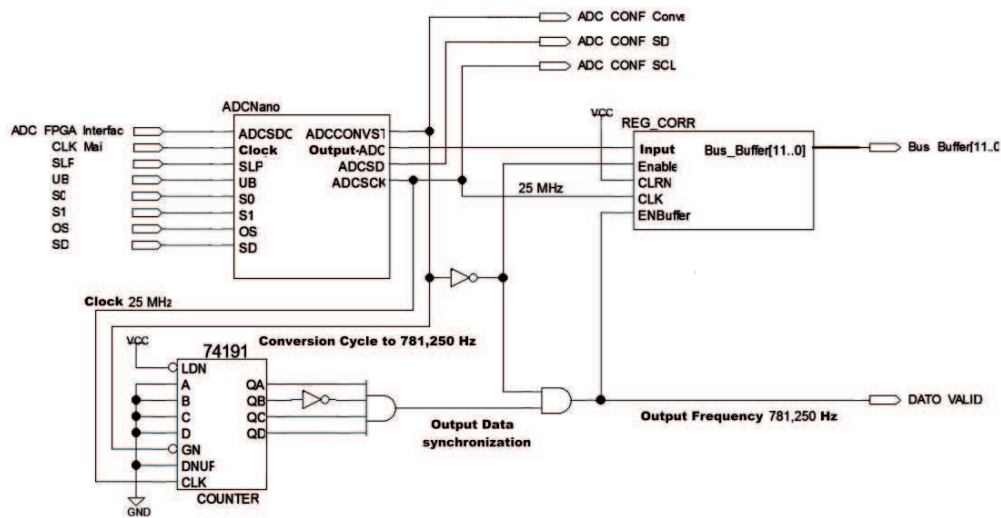 ADC CONF Convs
ADC CONF SD
ADC CONF SCL
ADCNano
ADC FPGA Interfac
CLK Mai
SLP
UB
S0
S1
OS
SD
ADCSDO
Clock
SLP
UB
S0
S1
OS
SD
ADCCONVST
Output-ADC
ADCSD
ADCSCK
VCC
REG_CORR
Input
Enable
CLRN
CLK
ENBuffer
Bus_Buffer[11..0]
Bus Buffer[11..0
25 MHz
Clock 25 MHz
Conversion Cycle to 781,250 Hz
VCC
74191
LDN
A
B
C
D
GN
DNUP
CLK
QA
QB
QC
QD
COUNTER
GND
Output Data
synchronization
Output Frequency 781,250 Hz
DATO VALID